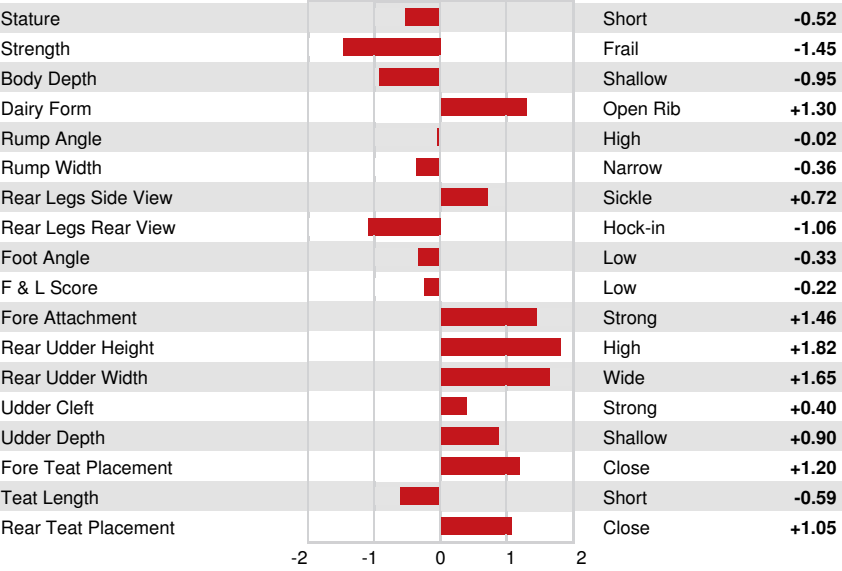 Stature Short -0.52
Strength Frail -1.45
Body Depth Shallow -0.95
Dairy Form Open Rib +1.30
Rump Angle High -0.02
Rump Width Narrow -0.36
Rear Legs Side View Sickle +0.72
Rear Legs Rear View Hock-in -1.06
Foot Angle Low -0.33
F & L Score Low -0.22
Fore Attachment Strong +1.46
Rear Udder Height High +1.82
Rear Udder Width Wide +1.65
Udder Cleft Strong +0.40
Udder Depth Shallow +0.90
Fore Teat Placement Close +1.20
Teat Length Short -0.59
Rear Teat Placement Close +1.05
-2 -1 0 1 2